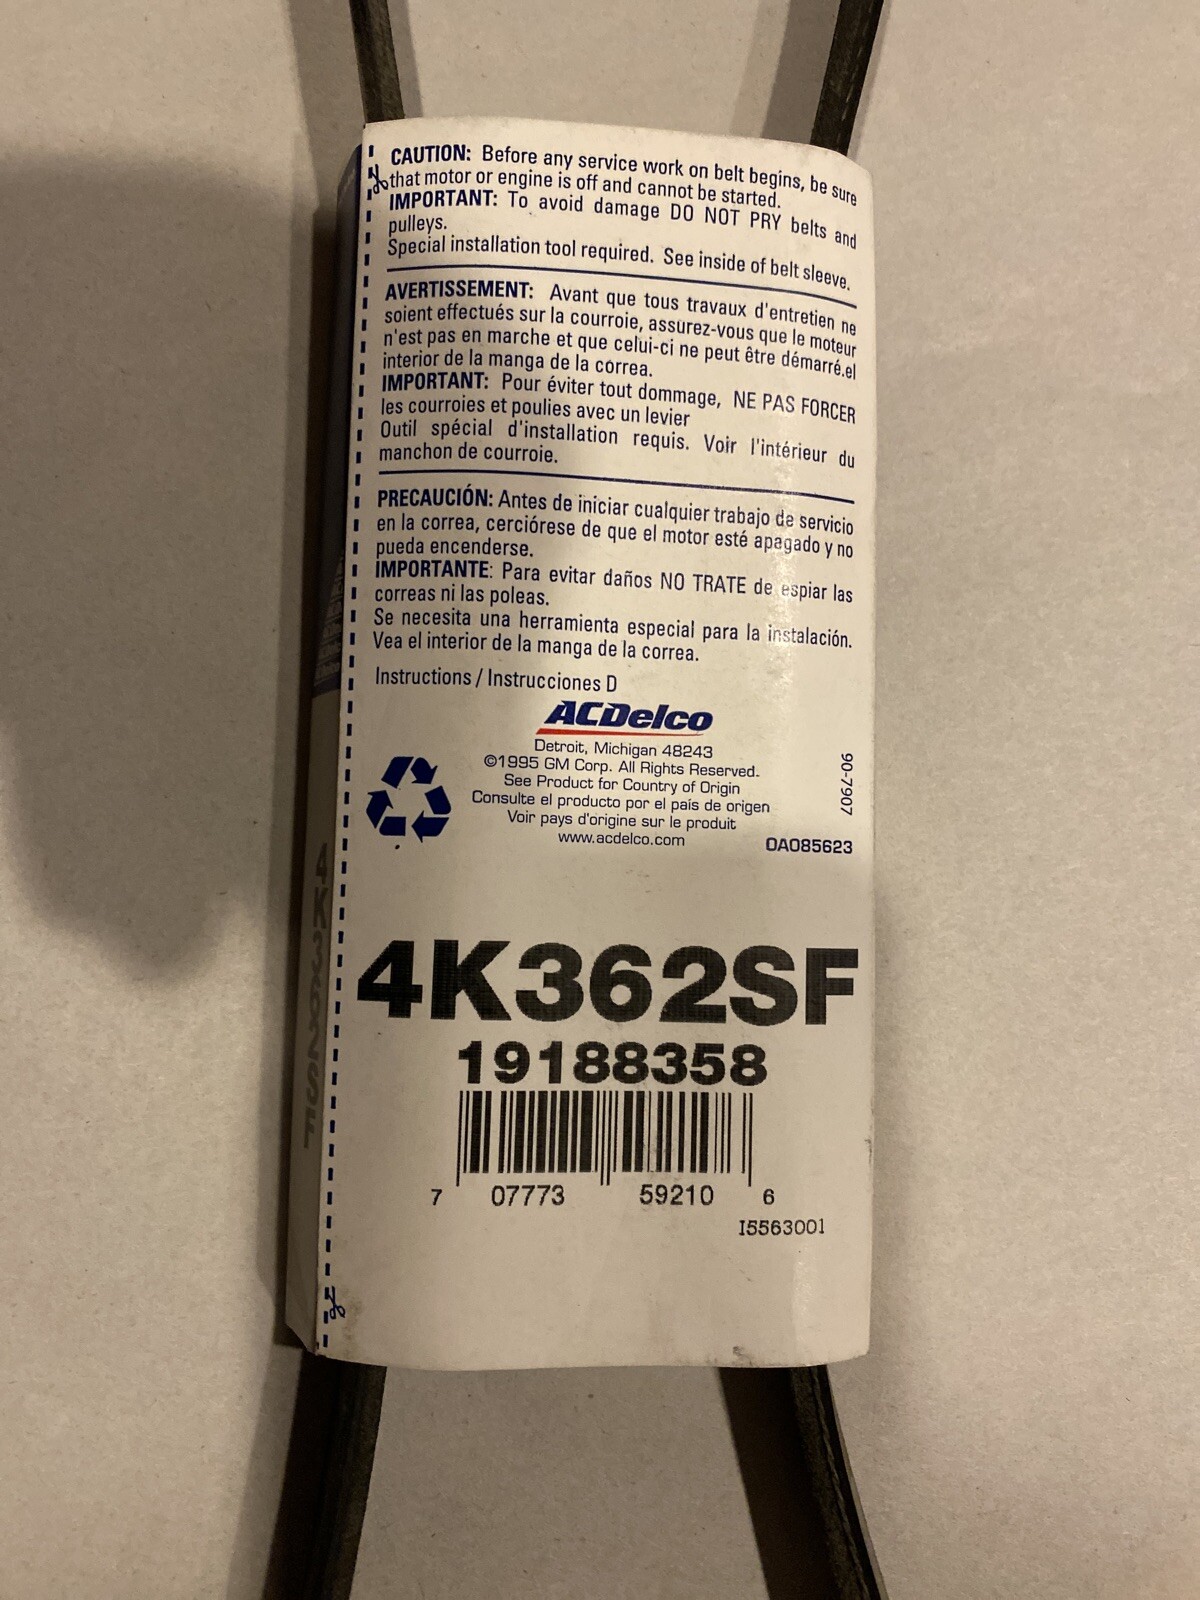 CAUTION: Before any service work on belt begins, be sure
that motor or engine is off and cannot be started.
IMPORTANT: To avoid damage DO NOT PRY belts and
pulleys.
Special installation tool required. See inside of belt sleeve.
AVERTISSEMENT: Avant que tous travaux d'entretien ne
soient effectués sur la courroie, assurez-vous que le moteur
n'est pas en marche et que celui-ci ne peut être démarré.el
interior de la manga de la correa.
IMPORTANT: Pour éviter tout dommage, NE PAS FORCER
les courroies et poulies avec un levier
Outil spécial d'installation requis. Voir l'intérieur du
manchon de courroie.
PRECAUCIÓN: Antes de iniciar cualquier trabajo de servicio
en la correa, cerciórese de que el motor esté apagado y no
pueda encenderse.
IMPORTANTE: Para evitar daños NO TRATE de espiar las
correas ni las poleas.
Se necesita una herramienta especial para la instalación.
Vea el interior de la manga de la correa.
Instructions / Instrucciones D
ACDelco
Detroit, Michigan 48243
©1995 GM Corp. All Rights Reserved.
See Product for Country of Origin
Consulte el producto por el país de origen
Voir pays d'origine sur le produit
www.acdelco.com
90-7907
OA085623
4K362SF
19188358
7 07773 59210 6
I5563001
4K362SF